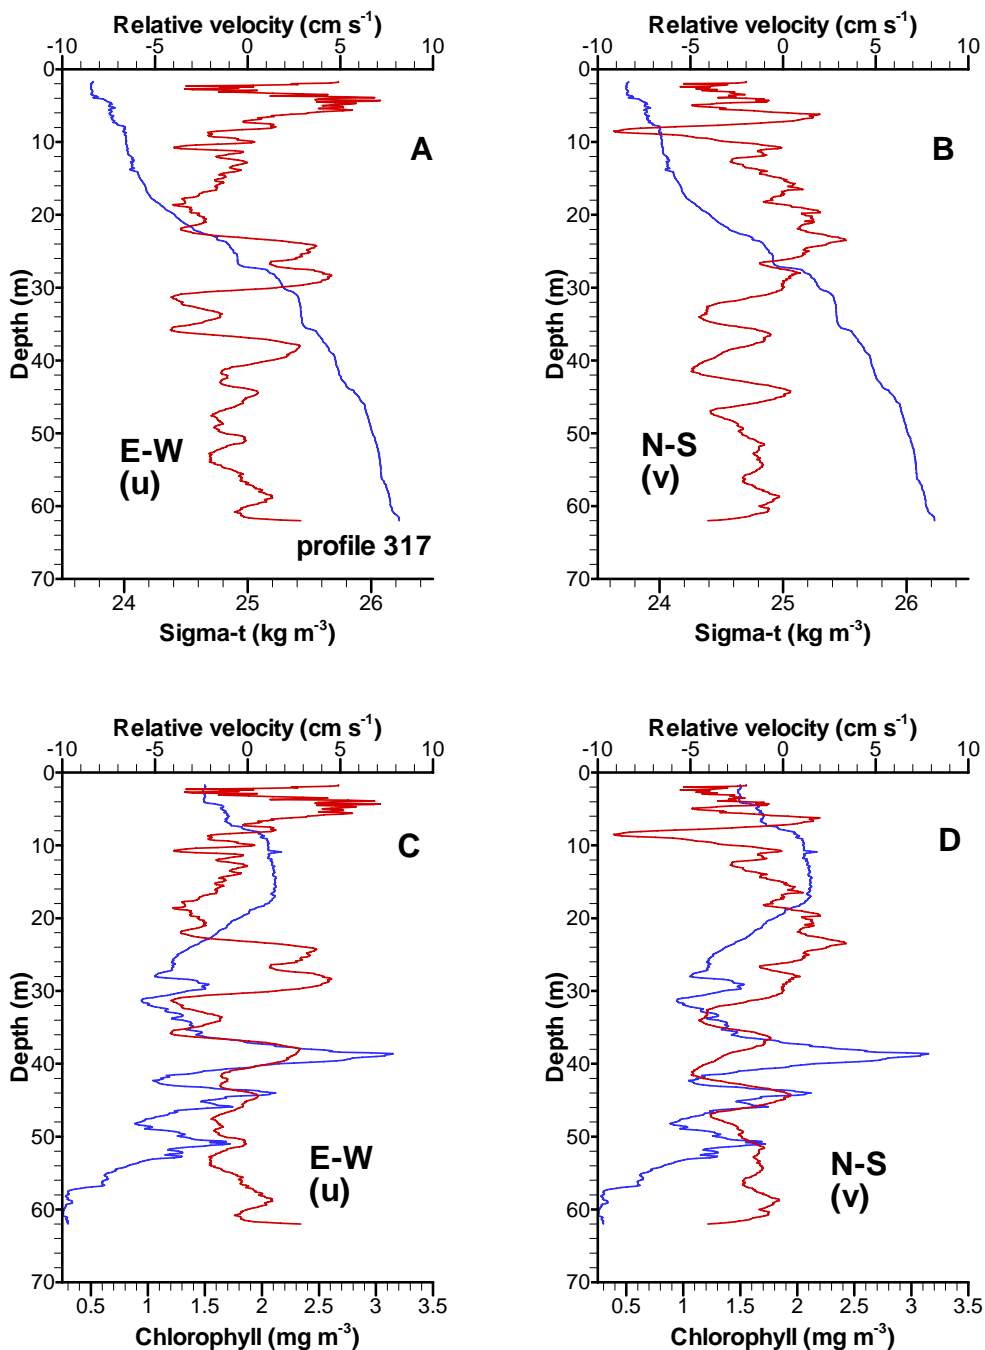 Relative velocity (cm s-1)
-10 -5 0 5 10
0
10
20
30
40
50
60
70
Depth (m)
A
E-W
(u)
profile 317
24 25 26
Sigma-t (kg m-3)
Relative velocity (cm s-1)
-10 -5 0 5 10
0
10
20
30
40
50
60
70
Depth (m)
B
N-S
(v)
24 25 26
Sigma-t (kg m-3)
Relative velocity (cm s-1)
-10 -5 0 5 10
0
10
20
30
40
50
60
70
Depth (m)
C
E-W
(u)
0.5 1 1.5 2 2.5 3 3.5
Chlorophyll (mg m-3)
Relative velocity (cm s-1)
-10 -5 0 5 10
0
10
20
30
40
50
60
70
Depth (m)
D
N-S
(v)
0.5 1 1.5 2 2.5 3 3.5
Chlorophyll (mg m-3)